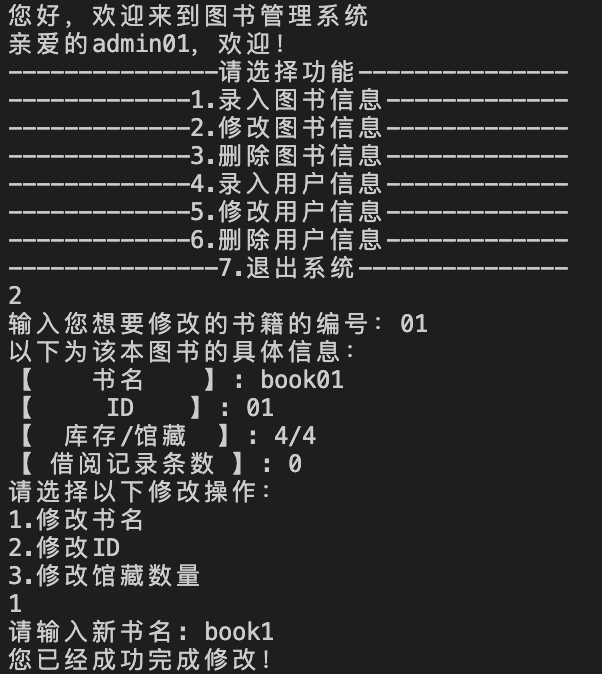 您好，欢迎来到图书管理系统
亲爱的admin01，欢迎！
---------------请选择功能---------------
-------------1.录入图书信息-------------
-------------2.修改图书信息-------------
-------------3.删除图书信息-------------
-------------4.录入用户信息-------------
-------------5.修改用户信息-------------
-------------6.删除用户信息-------------
---------------7.退出系统---------------
2
输入您想要修改的书籍的编号：01
以下为该本图书的具体信息：
【    书名    】：book01
【     ID    】：01
【  库存/馆藏  】：4/4
【 借阅记录条数 】：0
请选择以下修改操作：
1.修改书名
2.修改ID
3.修改馆藏数量
1
请输入新书名：book1
您已经成功完成修改！